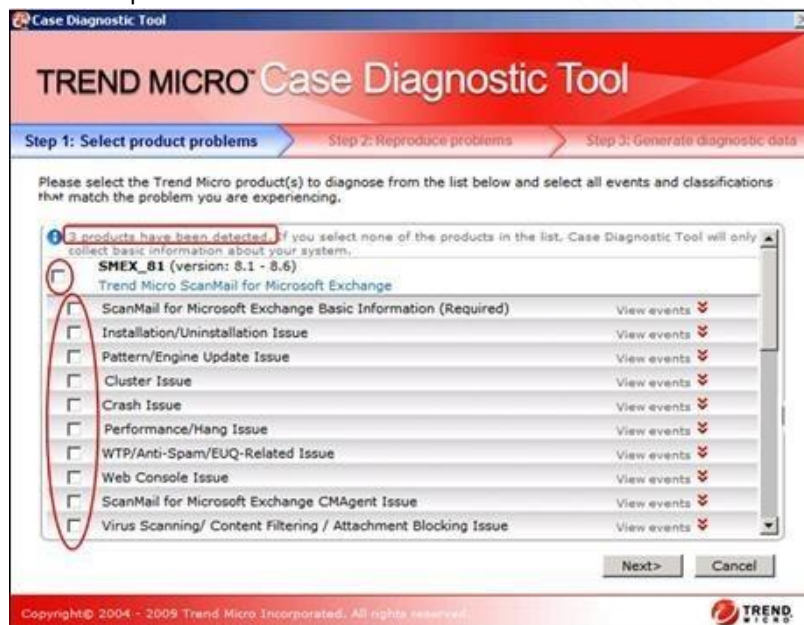 Case Diagnostic Tool
TREND MICRO™ Case Diagnostic Tool
Step 1: Select product problems
Step 2: Reproduce problems
Step 3: Generate diagnostic data
Please select the Trend Micro product(s) to diagnose from the list below and select all events and classifications
that match the problem you are experiencing.
3 products have been detected. If you select none of the products in the list, Case Diagnostic Tool will only
collect basic information about your system.
SMEX_81 (version: 8.1 - 8.6)
Trend Micro ScanMail for Microsoft Exchange
ScanMail for Microsoft Exchange Basic Information (Required) View events
Installation/Uninstallation Issue View events
Pattern/Engine Update Issue View events
Cluster Issue View events
Crash Issue View events
Performance/Hang Issue View events
WTP/Anti-Spam/EUQ-Related Issue View events
Web Console Issue View events
ScanMail for Microsoft Exchange CMAgent Issue View events
Virus Scanning/ Content Filtering / Attachment Blocking Issue View events
Next> Cancel
Copyright© 2004 - 2009 Trend Micro Incorporated. All rights reserved.
TREND
MICRO